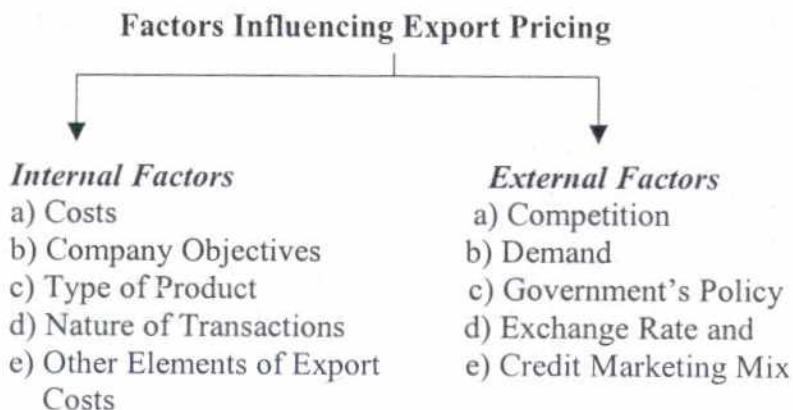 Factors Influencing Export Pricing
Internal Factors
a) Costs
b) Company Objectives
c) Type of Product
d) Nature of Transactions
e) Other Elements of Export
Costs
External Factors
a) Competition
b) Demand
c) Government's Policy
d) Exchange Rate and
e) Credit Marketing Mix